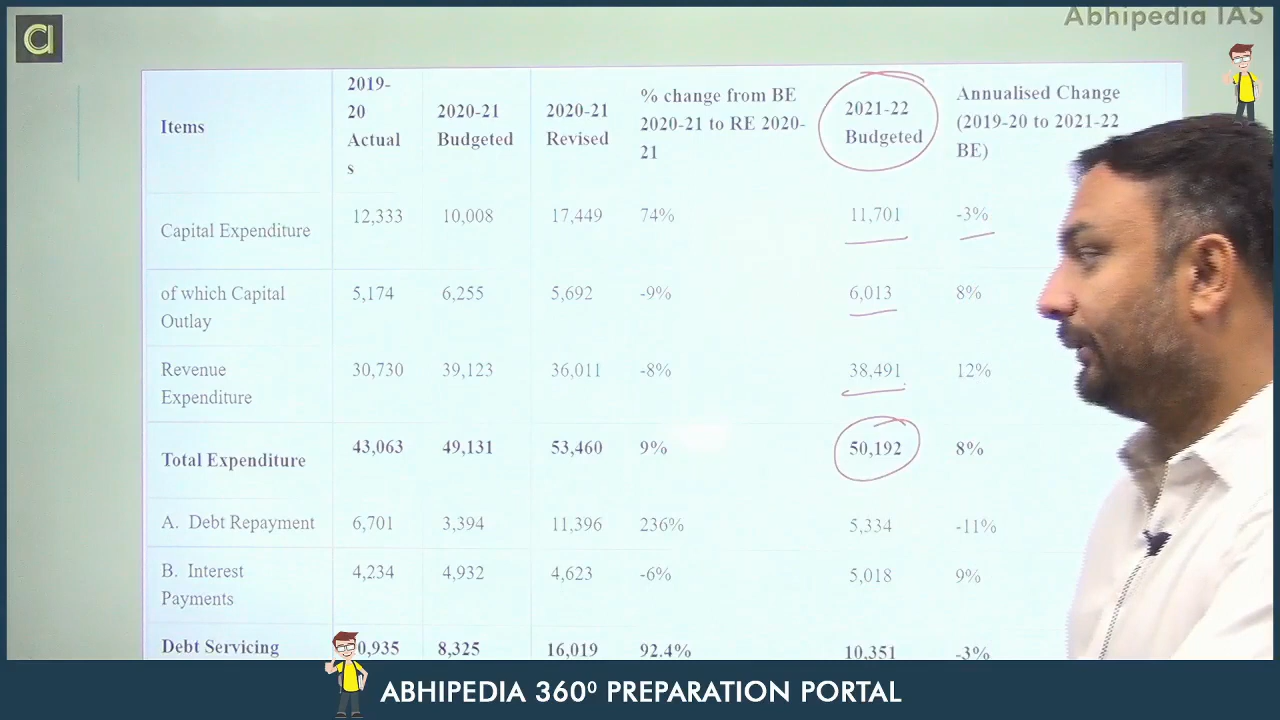 Abhipedia IAS
a
Items
2019-
20
Actual
s
2020-21
Budgeted
2020-21
Revised
% change from BE
2020-21 to RE 2020-
21
2021-22
Budgeted
Annualised Change
(2019-20 to 2021-22
BE)
Capital Expenditure
12,333
10,008
17,449
74%
11,701
-3%
of which Capital
Outlay
5,174
6,255
5,692
-9%
6,013
8%
Revenue
Expenditure
30,730
39,123
36,011
-8%
38,491
12%
Total Expenditure
43,063
49,131
53,460
9%
50,192
8%
A. Debt Repayment
6,701
3,394
11,396
236%
5,334
-11%
B. Interest
Payments
4,234
4,932
4,623
-6%
5,018
9%
Debt Servicing
0,935
8,325
16,019
92.4%
10,351
-3%
ABHIPEDIA 360⁰ PREPARATION PORTAL